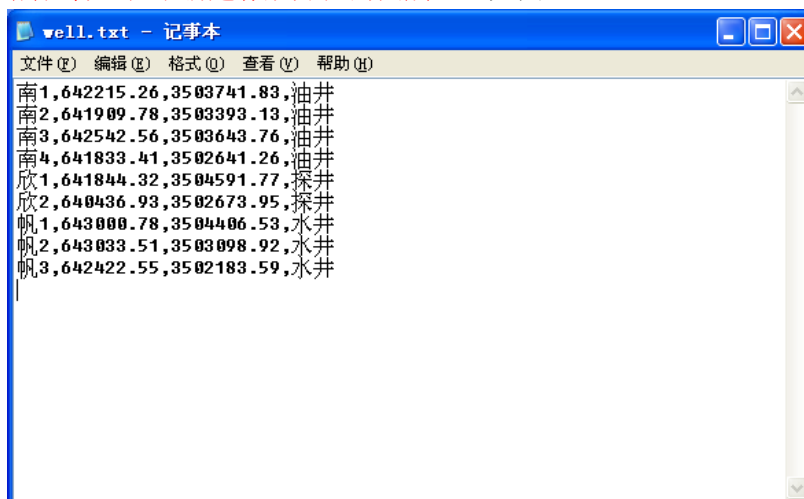 well.txt - 记事本
文件(F) 编辑(E) 格式(O) 查看(V) 帮助(H)
南1,642215.26,3503741.83,油井
南2,641909.78,3503393.13,油井
南3,642542.56,3503643.76,油井
南4,641833.41,3502641.26,油井
欣1,641844.32,3504591.77,探井
欣2,640436.93,3502673.95,探井
帆1,643000.78,3504406.53,水井
帆2,643033.51,3503098.92,水井
帆3,642422.55,3502183.59,水井